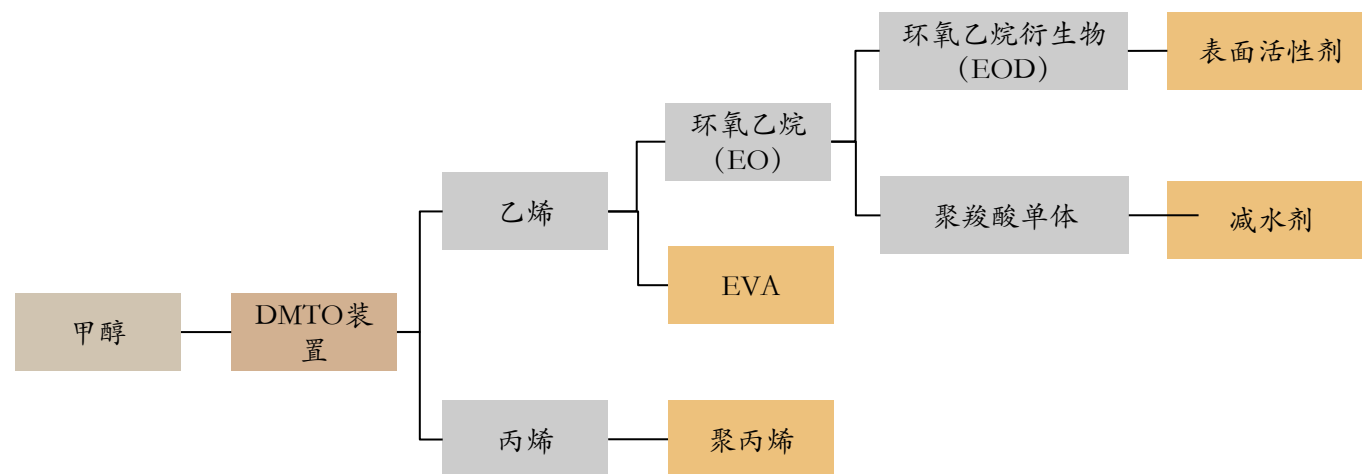 环氧乙烷衍生物
（EOD）
表面活性剂
环氧乙烷
（EO）
乙烯
聚羧酸单体
减水剂
EVA
甲醇
DMTO装
置
丙烯
聚丙烯